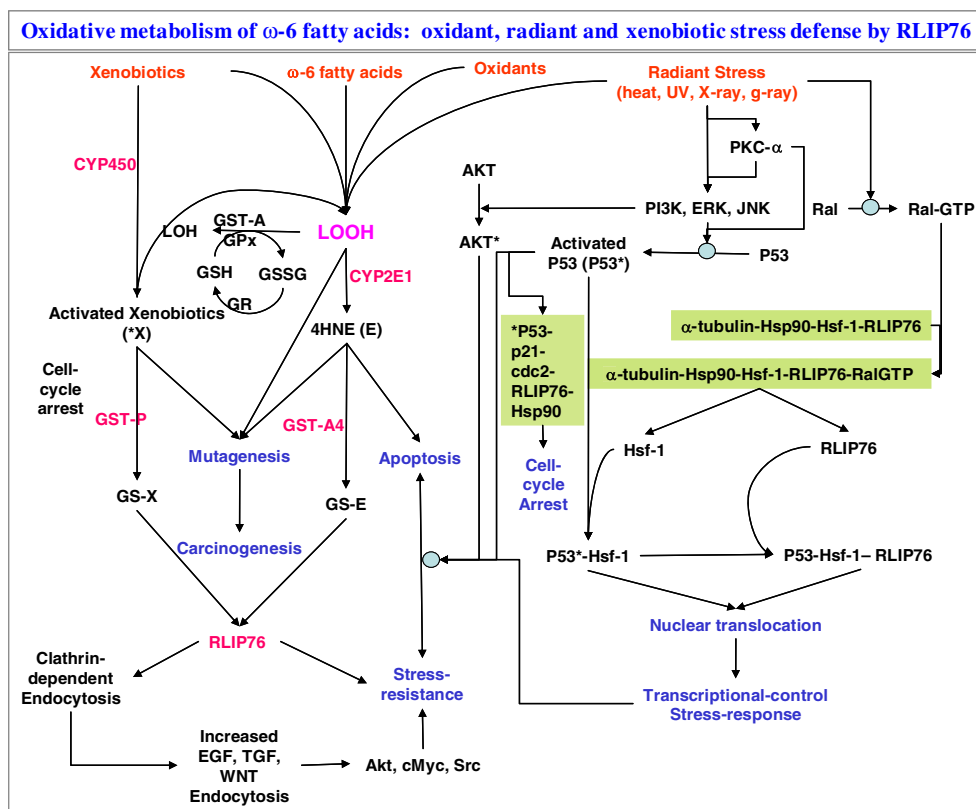 Oxidative metabolism of ω-6 fatty acids: oxidant, radiant and xenobiotic stress defense by RLIP76
Xenobiotics
ω-6 fatty acids
Oxidants
Radiant Stress
(heat, UV, X-ray, g-ray)
CYP450
PKC-α
AKT
PI3K, ERK, JNK
Ral
Ral-GTP
GST-A
LOH
GPx
LOOH
GSH
GSSG
GR
CYP2E1
AKT*
Activated
P53 (P53*)
P53
Activated Xenobiotics
(*X)
4HNE (E)
*P53-
p21-
cdc2-
RLIP76-
Hsp90
α-tubulin-Hsp90-Hsf-1-RLIP76
α-tubulin-Hsp90-Hsf-1-RLIP76-RalGTP
Cell-
cycle
arrest
GST-P
GST-A4
Mutagenesis
Apoptosis
Cell-
cycle
Arrest
Hsf-1
RLIP76
GS-X
GS-E
Carcinogenesis
P53*-Hsf-1
P53-Hsf-1– RLIP76
RLIP76
Nuclear translocation
Clathrin-
dependent
Endocytosis
Stress-
resistance
Transcriptional-control
Stress-response
Increased
EGF, TGF,
WNT
Endocytosis
Akt, cMyc, Src